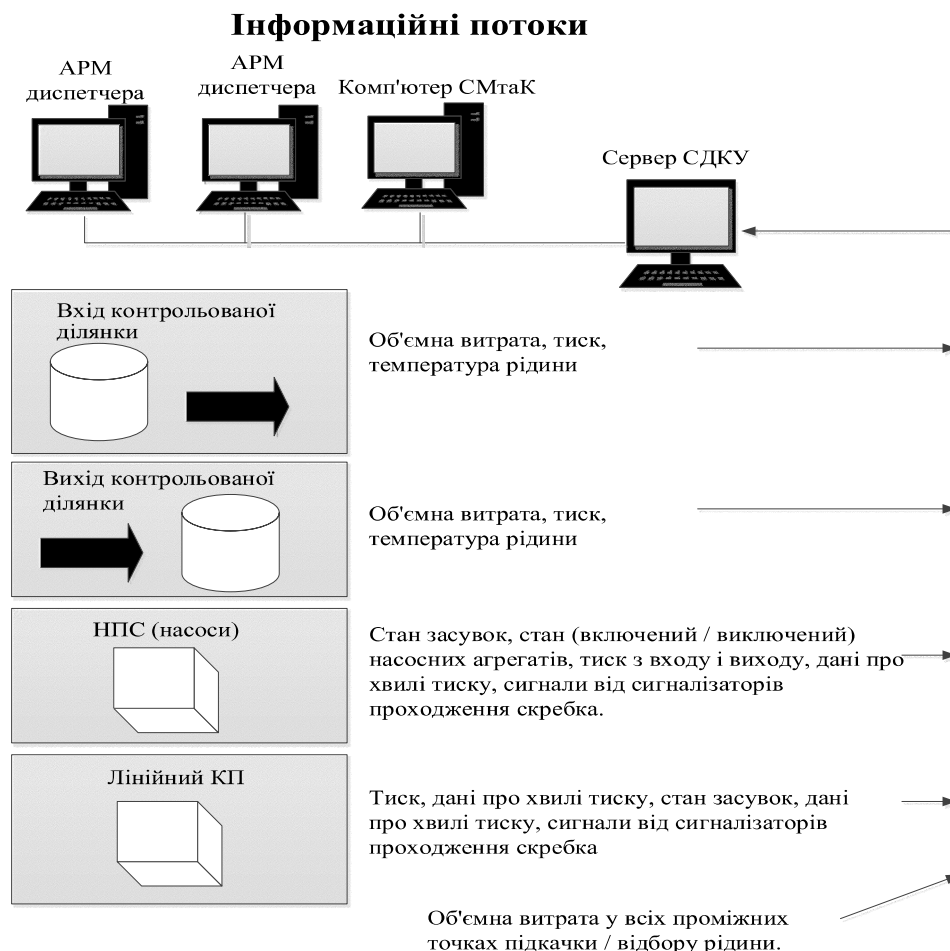 Інформаційні потоки
АРМ
диспетчера
АРМ
диспетчера
Комп'ютер СМтаК
Сервер СДКУ
Вхід контрольованої
ділянки
Об'ємна витрата, тиск,
температура рідини
Вихід контрольованої
ділянки
Об'ємна витрата, тиск,
температура рідини
НПС (насоси)
Стан засувок, стан (включений / виключений)
насосних агрегатів, тиск з входу і виходу, дані про
хвилі тиску, сигнали від сигналізаторів
проходження скребка.
Лінійний КП
Тиск, дані про хвилі тиску, стан засувок, дані
про хвилі тиску, сигнали від сигналізаторів
проходження скребка
Об'ємна витрата у всіх проміжних
точках підкачки / відбору рідини.